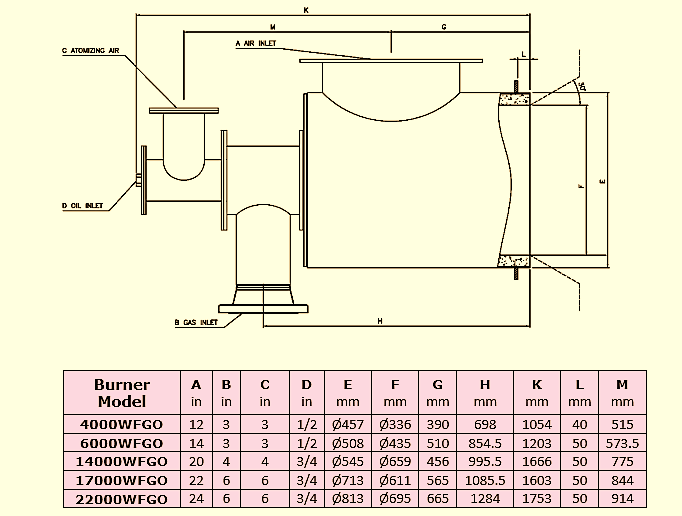 K
M
G
A AIR INLET
C ATOMIZING AIR
L
F
E
D OIL INLET
B GAS INLET
H
Burner Model A B C D E F G H K L M
in in in in mm mm mm mm mm mm mm
4000WFGO 12 3 3 1/2 Ø457 Ø336 390 698 1054 40 515
6000WFGO 14 3 3 1/2 Ø508 Ø435 510 854.5 1203 50 573.5
14000WFGO 20 4 4 3/4 Ø545 Ø659 456 995.5 1666 50 775
17000WFGO 22 6 6 3/4 Ø713 Ø611 565 1085.5 1603 50 844
22000WFGO 24 6 6 3/4 Ø813 Ø695 665 1284 1753 50 914